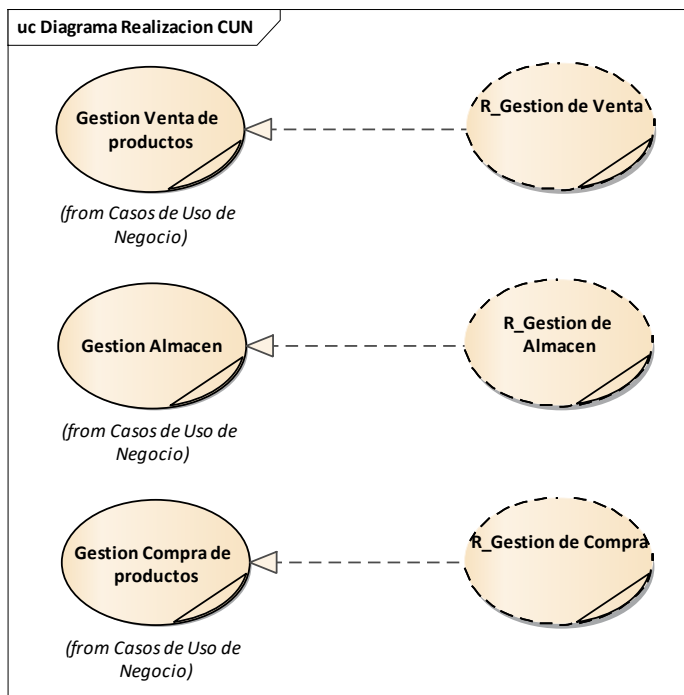 uc Diagrama Realizacion CUN
Gestion Venta de
productos
(from Casos de Uso de
Negocio)
R_Gestion de Venta
Gestion Almacen
(from Casos de Uso de
Negocio)
R_Gestion de
Almacen
Gestion Compra de
productos
(from Casos de Uso de
Negocio)
R_Gestion de Compra